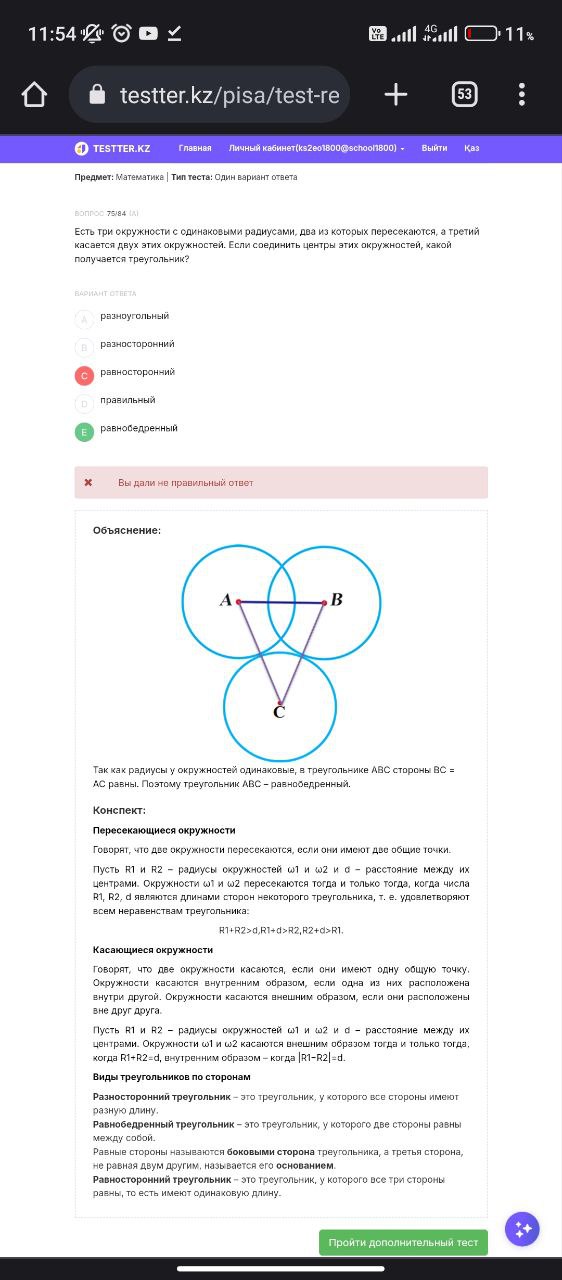 11:54
Vo LTE
4G
11%
testter.kz/pisa/test-re
53
TESTTER.KZ Главная Личный кабинет(ks2eo1800@school1800) Выйти Қаз
Предмет: Математика | Тип теста: Один вариант ответа
ВОПРОС 75/84 (A)
Есть три окружности с одинаковыми радиусами, два из которых пересекаются, а третий
касается двух этих окружностей. Если соединить центры этих окружностей, какой
получается треугольник?
ВАРИАНТ ОТВЕТА
A разноугольный
B разносторонний
C равносторонний
D правильный
E равнобедренный
Вы дали не правильный ответ
Объяснение:
A B
C
Так как радиусы у окружностей одинаковые, в треугольнике ABC стороны BC =
AC равны. Поэтому треугольник ABC – равнобедренный.
Конспект:
Пересекающиеся окружности
Говорят, что две окружности пересекаются, если они имеют две общие точки.
Пусть R1 и R2 – радиусы окружностей ω1 и ω2 и d – расстояние между их
центрами. Окружности ω1 и ω2 пересекаются тогда и только тогда, когда числа
R1, R2, d являются длинами сторон некоторого треугольника, т. е. удовлетворяют
всем неравенствам треугольника:
R1+R2>d,R1+d>R2,R2+d>R1.
Касающиеся окружности
Говорят, что две окружности касаются, если они имеют одну общую точку.
Окружности касаются внутренним образом, если одна из них расположена
внутри другой. Окружности касаются внешним образом, если они расположены
вне друг друга.
Пусть R1 и R2 – радиусы окружностей ω1 и ω2 и d – расстояние между их
центрами. Окружности ω1 и ω2 касаются внешним образом тогда и только тогда,
когда R1+R2=d, внутренним образом – когда |R1−R2|=d.
Виды треугольников по сторонам
Разносторонний треугольник – это треугольник, у которого все стороны имеют
разную длину.
Равнобедренный треугольник – это треугольник, у которого две стороны равны
между собой.
Равные стороны называются боковыми сторона треугольника, а третья сторона,
не равная двум другим, называется его основанием.
Равносторонний треугольник – это треугольник, у которого все три стороны
равны, то есть имеют одинаковую длину.
Пройти дополнительный тест